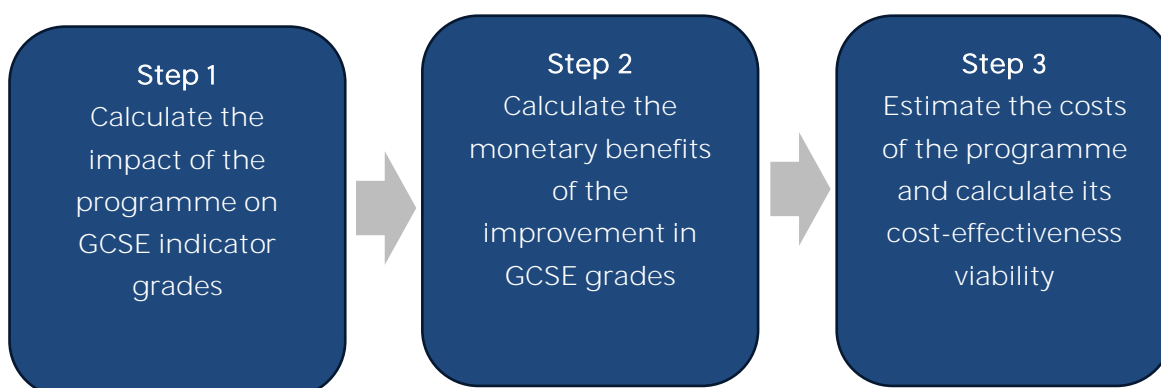 Step 1
Calculate the
impact of the
programme on
GCSE indicator
grades
Step 2
Calculate the
monetary benefits
of the
improvement in
GCSE grades
Step 3
Estimate the costs
of the programme
and calculate its
cost-effectiveness
viability